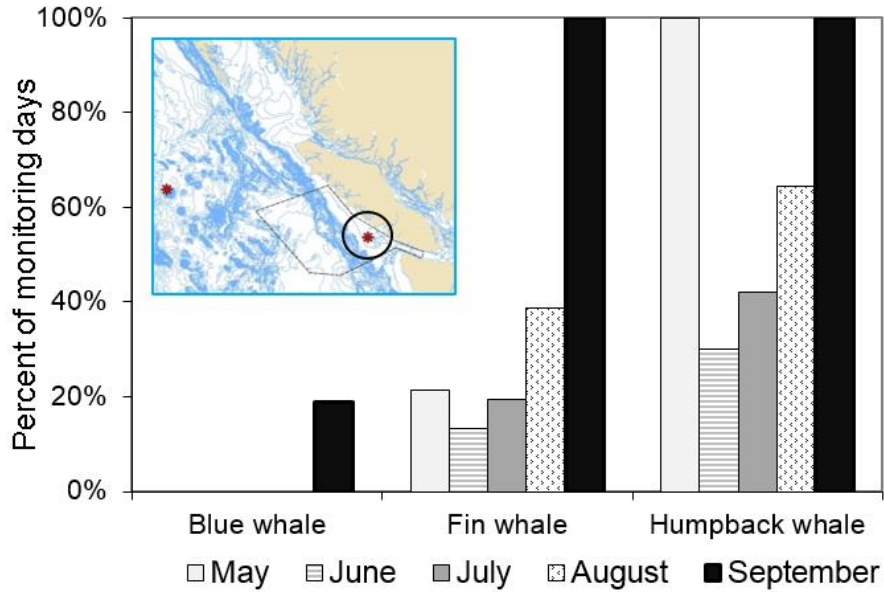 100%
80%
60%
40%
20%
0%
Percent of monitoring days
Blue whale Fin whale Humpback whale
May June July August September